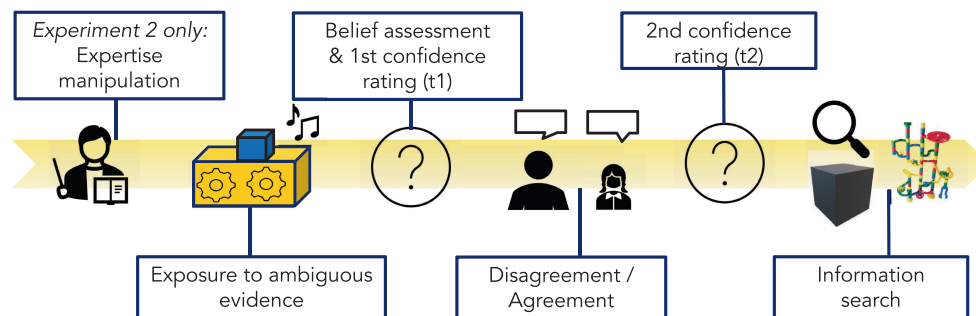 Experiment 2 only:
Expertise
manipulation
Belief assessment
& 1st confidence
rating (t1)
2nd confidence
rating (t2)
?
?
Exposure to ambiguous
evidence
Disagreement /
Agreement
Information
search